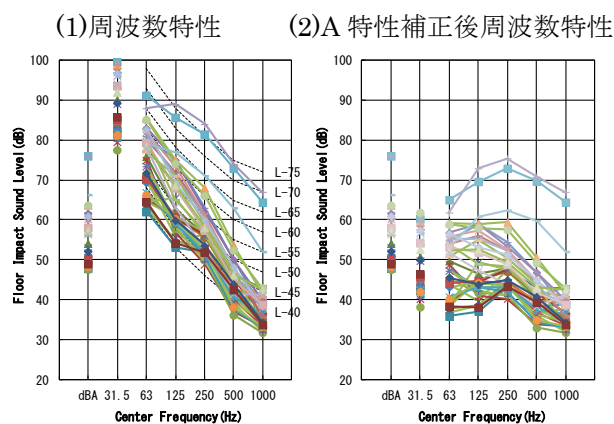 (1)周波数特性
(2)A 特性補正後周波数特性
Floor Impact Sound Level(dB)
100
90
80
70
60
50
40
30
20
L-75
L-70
L-65
L-60
L-55
L-50
L-45
L-40
dBA 31.5 63 125 250 500 1000
Center Frequency(Hz)
Floor Impact Sound Level(dB)
100
90
80
70
60
50
40
30
20
dBA 31.5 63 125 250 500 1000
Center Frequency(Hz)